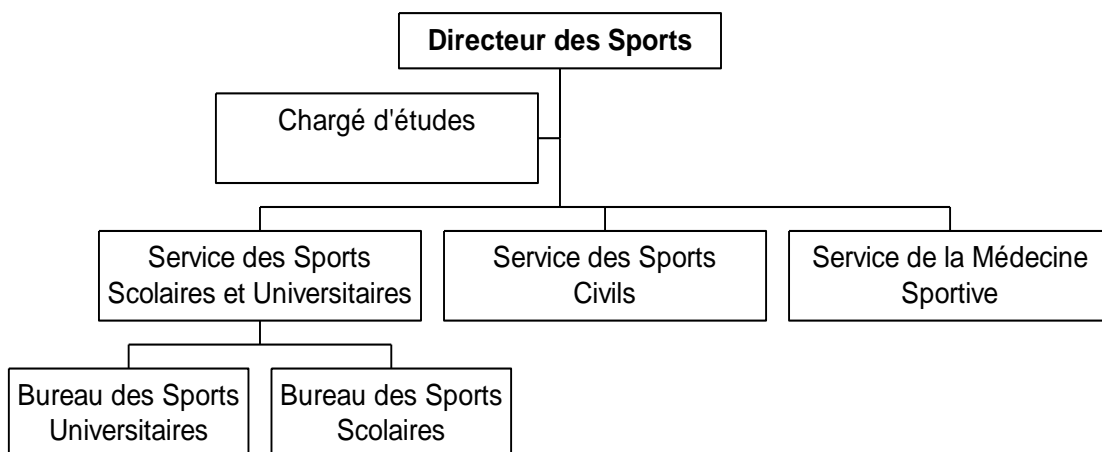 Directeur des Sports
Chargé d'études
Service des Sports
Scolaires et Universitaires
Service des Sports
Civils
Service de la Médecine
Sportive
Bureau des Sports
Universitaires
Bureau des Sports
Scolaires